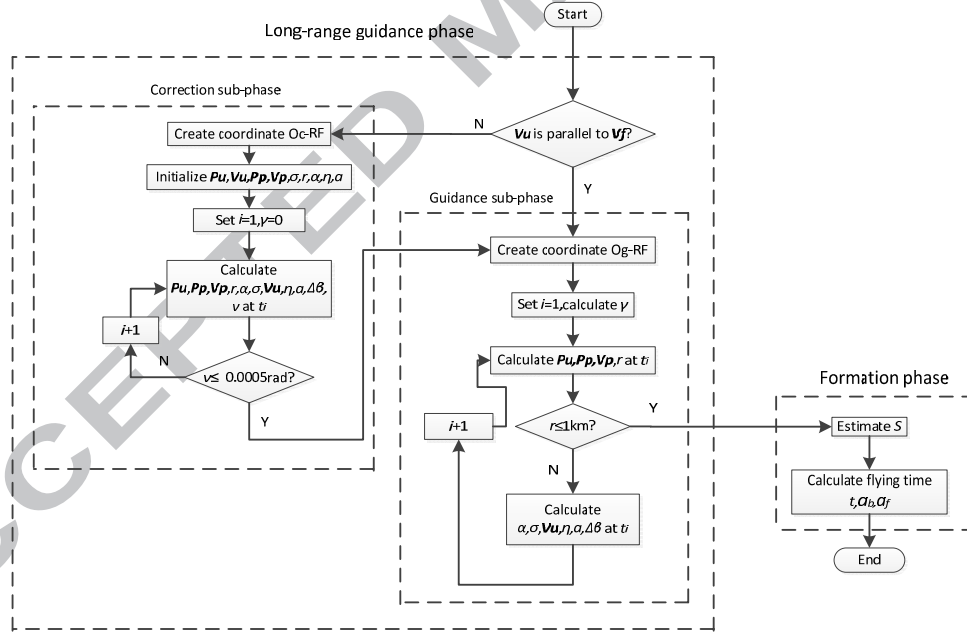 Start
Long-range guidance phase
Correction sub-phase
Create coordinate Oc-RF
N
Vu is parallel to Vf?
Initialize Pu,Vu,Pp,Vp,σ,r,α,η,a
Y
Guidance sub-phase
Set i=1,γ=0
Create coordinate Og-RF
Calculate
Pu,Pp,Vp,r,α,σ,Vu,η,a,Δβ,
ν at ti
Set i=1,calculate γ
i+1
N
Calculate Pu,Pp,Vp,r at ti
ν≤ 0.0005rad?
Y
Formation phase
i+1
r≤1km?
Y
Estimate S
N
Calculate flying time
t,ab,af
Calculate
α,σ,Vu,η,a,Δβ at ti
End
ACCEPTED M